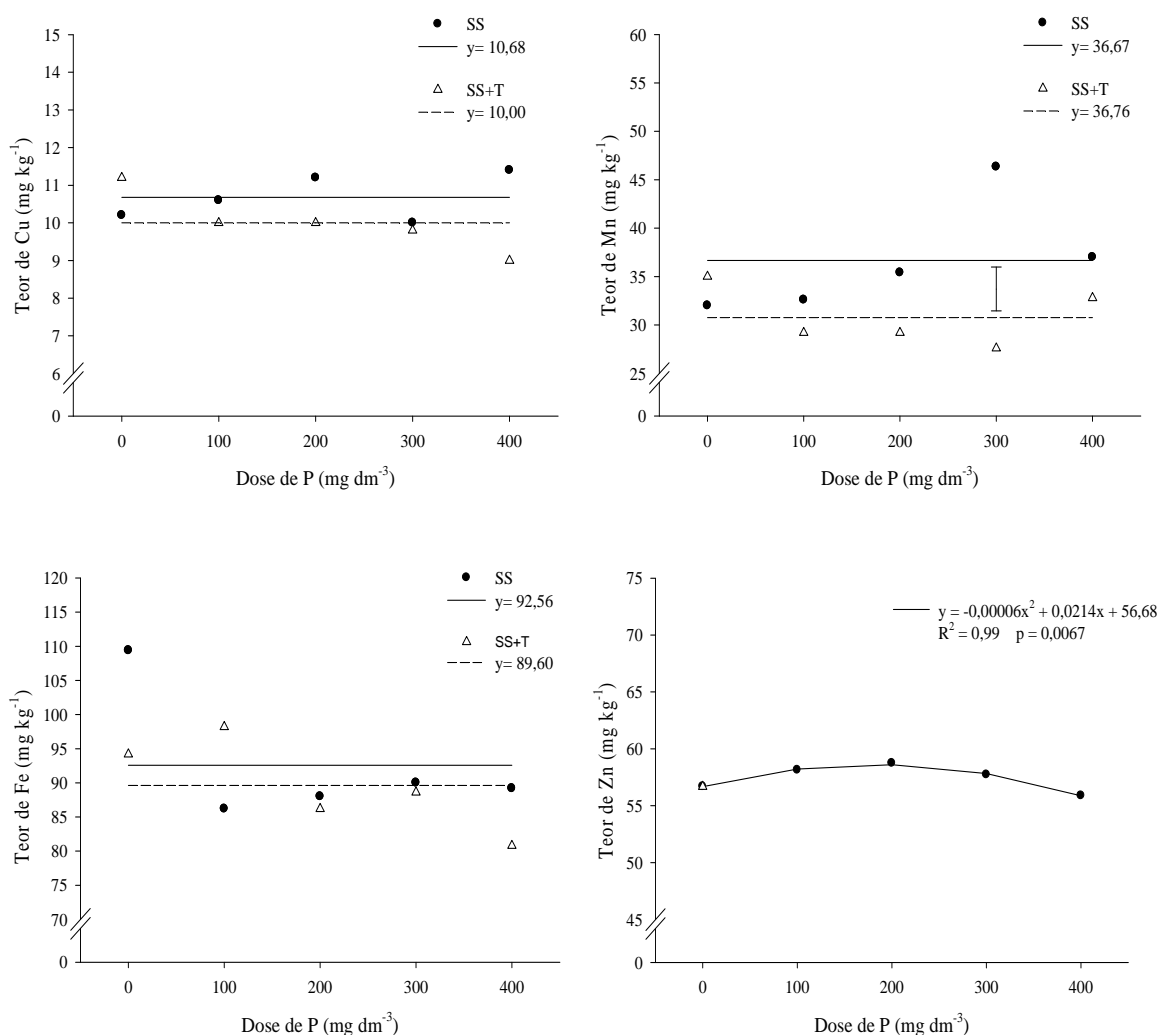 SS
y= 10,68
SS+T
y= 10,00
Teor de Cu (mg kg⁻¹)
15
14
13
12
11
10
9
8
7
6
0
0 100 200 300 400
Dose de P (mg dm⁻³)
SS
y= 36,67
SS+T
y= 36,76
Teor de Mn (mg kg⁻¹)
60
55
50
45
40
35
30
25
0
0 100 200 300 400
Dose de P (mg dm⁻³)
SS
y= 92,56
SS+T
y= 89,60
Teor de Fe (mg kg⁻¹)
120
115
110
105
100
95
90
85
80
75
70
0
0 100 200 300 400
Dose de P (mg dm⁻³)
y = -0,00006x² + 0,0214x + 56,68
R² = 0,99 p = 0,0067
Teor de Zn (mg kg⁻¹)
75
70
65
60
55
50
45
0
0 100 200 300 400
Dose de P (mg dm⁻³)